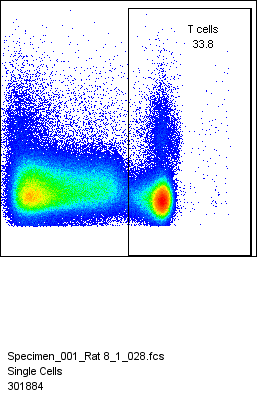 T cells
33.8
Specimen_001_Rat 8_1_028.fcs
Single Cells
301884